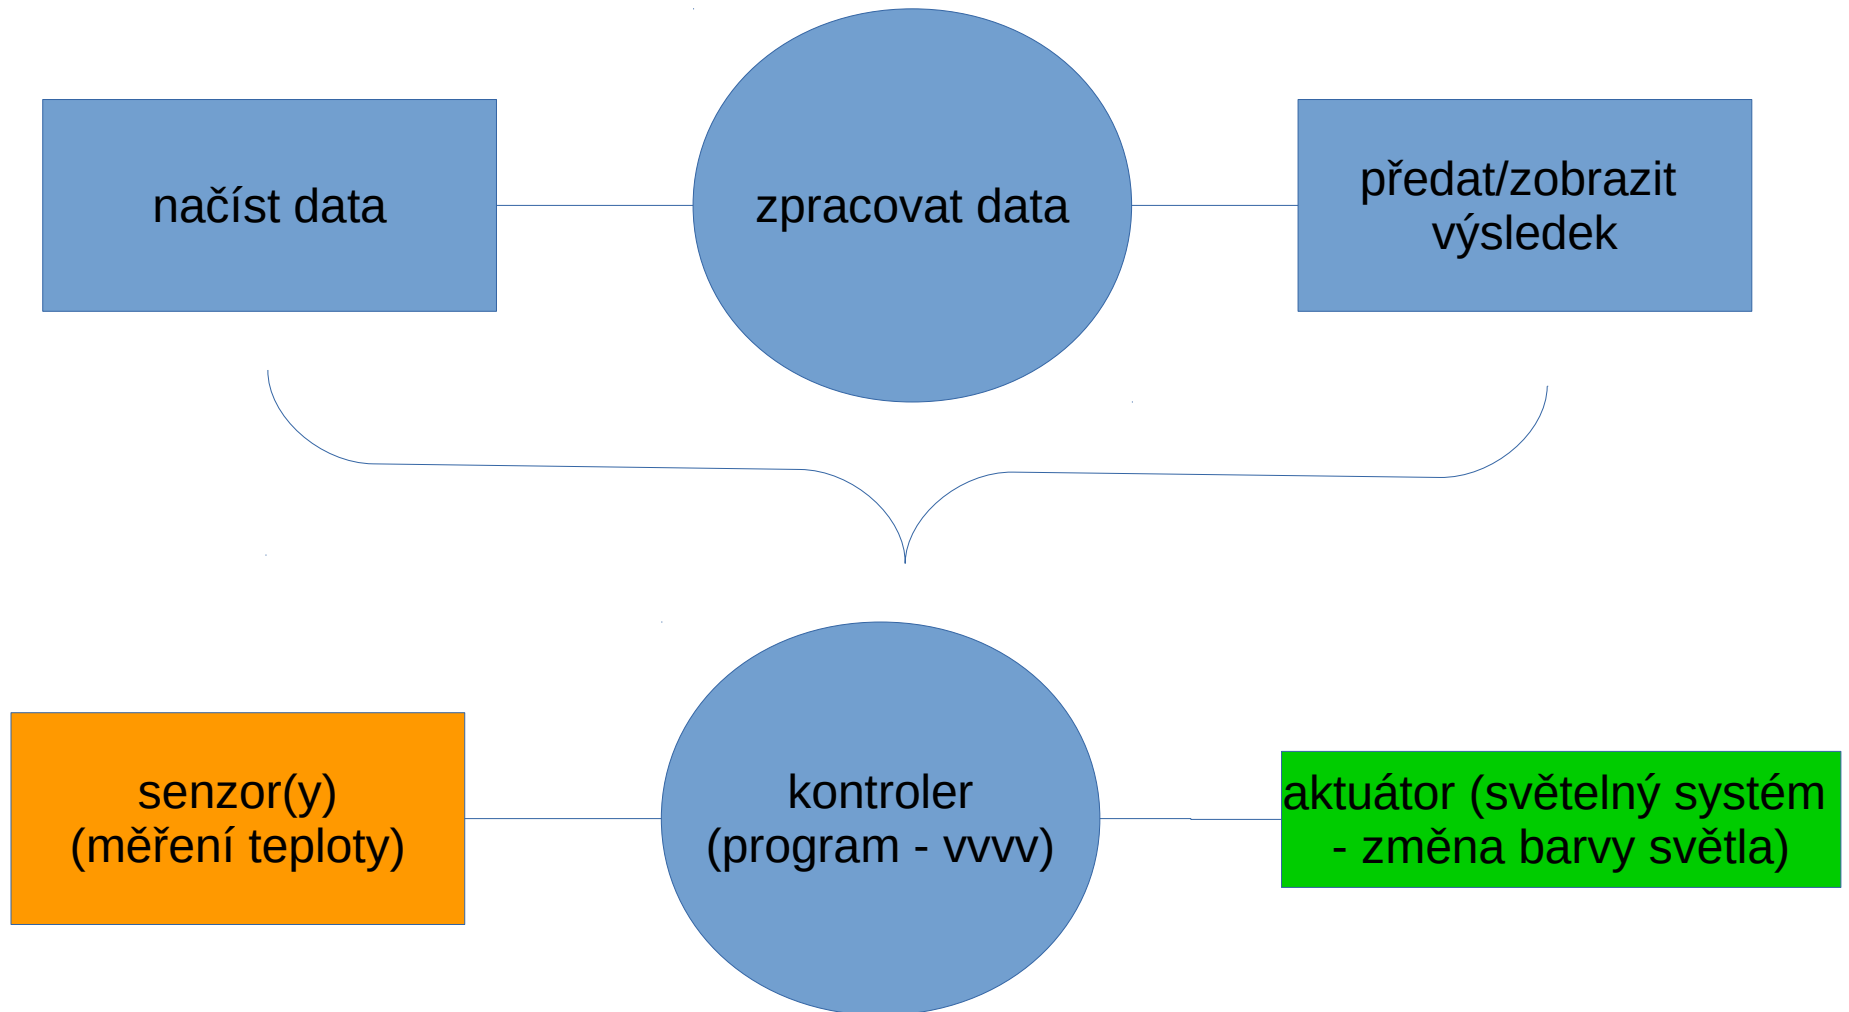 načíst data
zpracovat data
předat/zobrazit
výsledek
senzor(y)
(měření teploty)
kontroler
(program - vvvv)
aktuátor (světelný systém
- změna barvy světla)